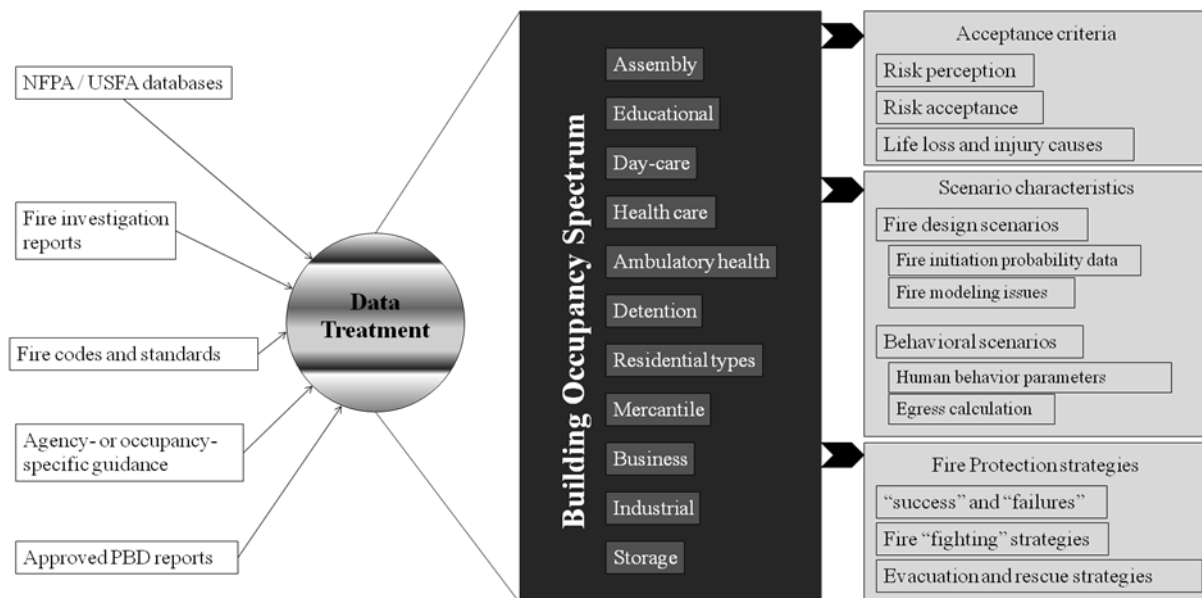 NFPA / USFA databases
Fire investigation
reports
Fire codes and standards
Agency- or occupancy-
specific guidance
Approved PBD reports
Data
Treatment
Building Occupancy Spectrum
Assembly
Educational
Day-care
Health care
Ambulatory health
Detention
Residential types
Mercantile
Business
Industrial
Storage
Acceptance criteria
Risk perception
Risk acceptance
Life loss and injury causes
Scenario characteristics
Fire design scenarios
Fire initiation probability data
Fire modeling issues
Behavioral scenarios
Human behavior parameters
Egress calculation
Fire Protection strategies
“success” and “failures”
Fire “fighting” strategies
Evacuation and rescue strategies